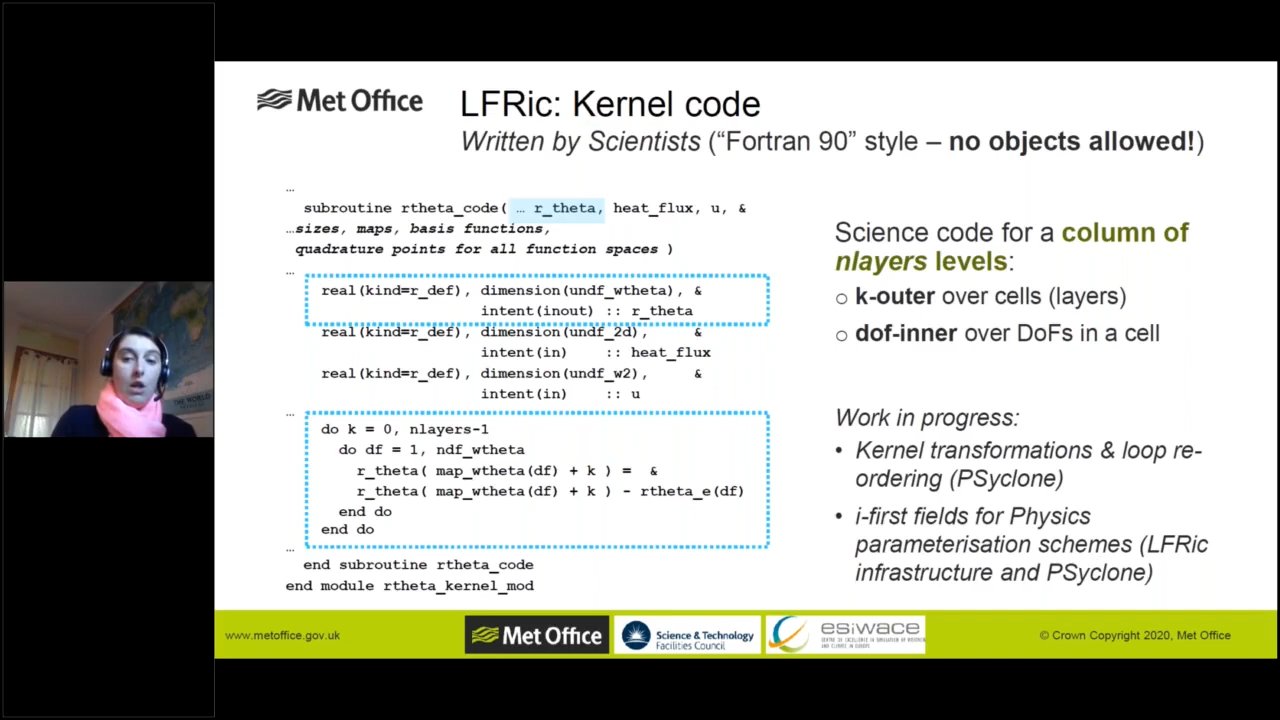 Met Office
LFRic: Kernel code
Written by Scientists ("Fortran 90" style – no objects allowed!)
…
subroutine rtheta_code( … r_theta, heat_flux, u, &
…sizes, maps, basis functions,
quadrature points for all function spaces )
…
real(kind=r_def), dimension(undf_wtheta), &
intent(inout) :: r_theta
real(kind=r_def), dimension(undf_2d), &
intent(in) :: heat_flux
real(kind=r_def), dimension(undf_w2), &
intent(in) :: u
…
do k = 0, nlayers-1
do df = 1, ndf_wtheta
r_theta( map_wtheta(df) + k ) = &
r_theta( map_wtheta(df) + k ) - rtheta_e(df)
end do
end do
…
end subroutine rtheta_code
end module rtheta_kernel_mod
Science code for a column of
nlayers levels:
o k-outer over cells (layers)
o dof-inner over DoFs in a cell
Work in progress:
• Kernel transformations & loop re-
ordering (PSyclone)
• i-first fields for Physics
parameterisation schemes (LFRic
infrastructure and PSyclone)
THE WORLD
www.metoffice.gov.uk
Met Office
Science & Technology
Facilities Council
esiwace
CENTRE OF EXCELLENCE IN SIMULATION OF WEATHER
AND CLIMATE IN EUROPE
© Crown Copyright 2020, Met Office